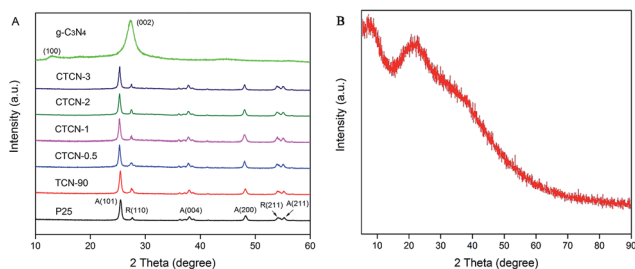 A
g-C3N4
(002)
(100)
CTCN-3
CTCN-2
CTCN-1
CTCN-0.5
TCN-90
P25
A(101)
R(110)
A(004)
A(200)
R(211)
A(211)
10 20 30 40 50 60
2 Theta (degree)
Intensity (a.u.)
B
10 20 30 40 50 60 70 80 90
2 Theta (degree)
Intensity (a.u.)